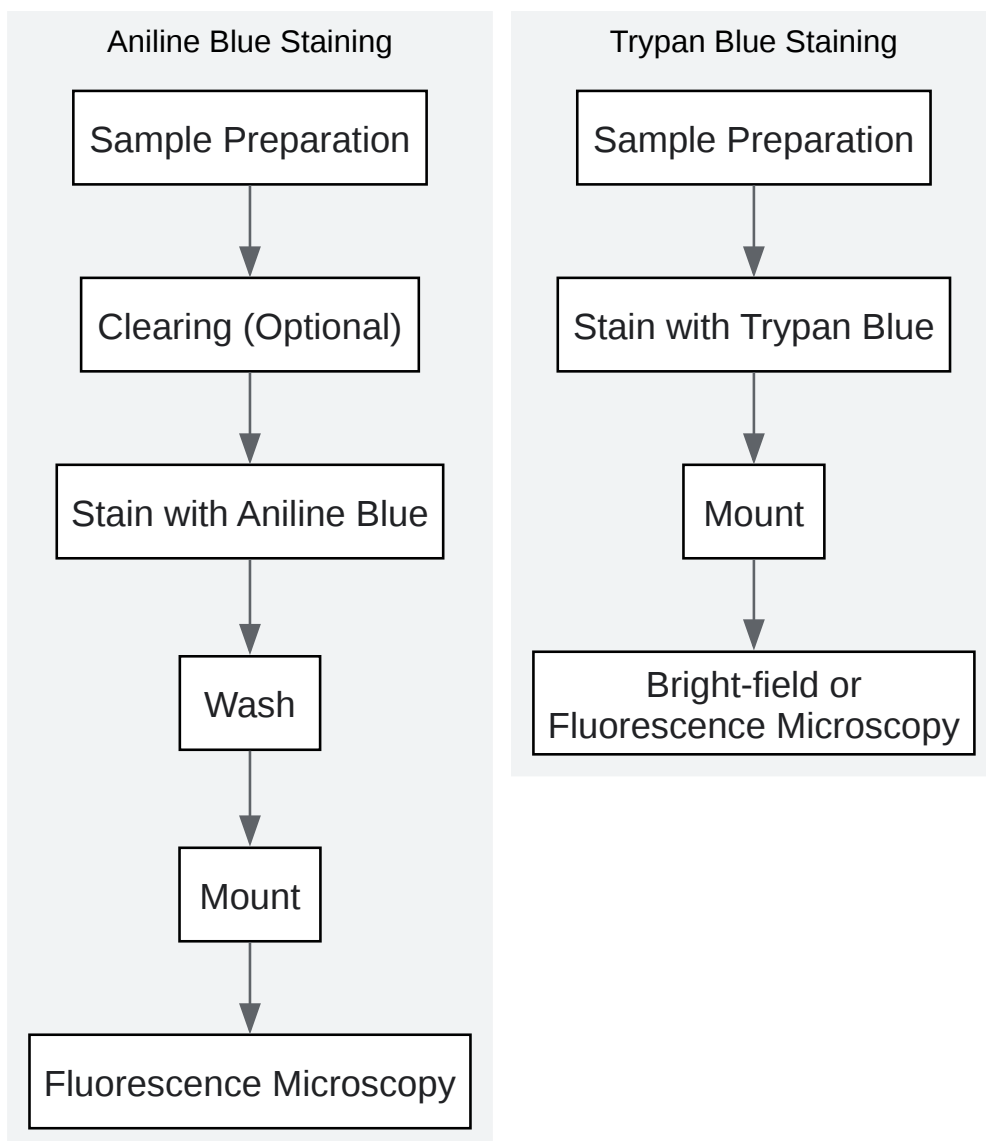 Aniline Blue Staining
Sample Preparation
Clearing (Optional)
Stain with Aniline Blue
Wash
Mount
Fluorescence Microscopy
Trypan Blue Staining
Sample Preparation
Stain with Trypan Blue
Mount
Bright-field or
Fluorescence Microscopy